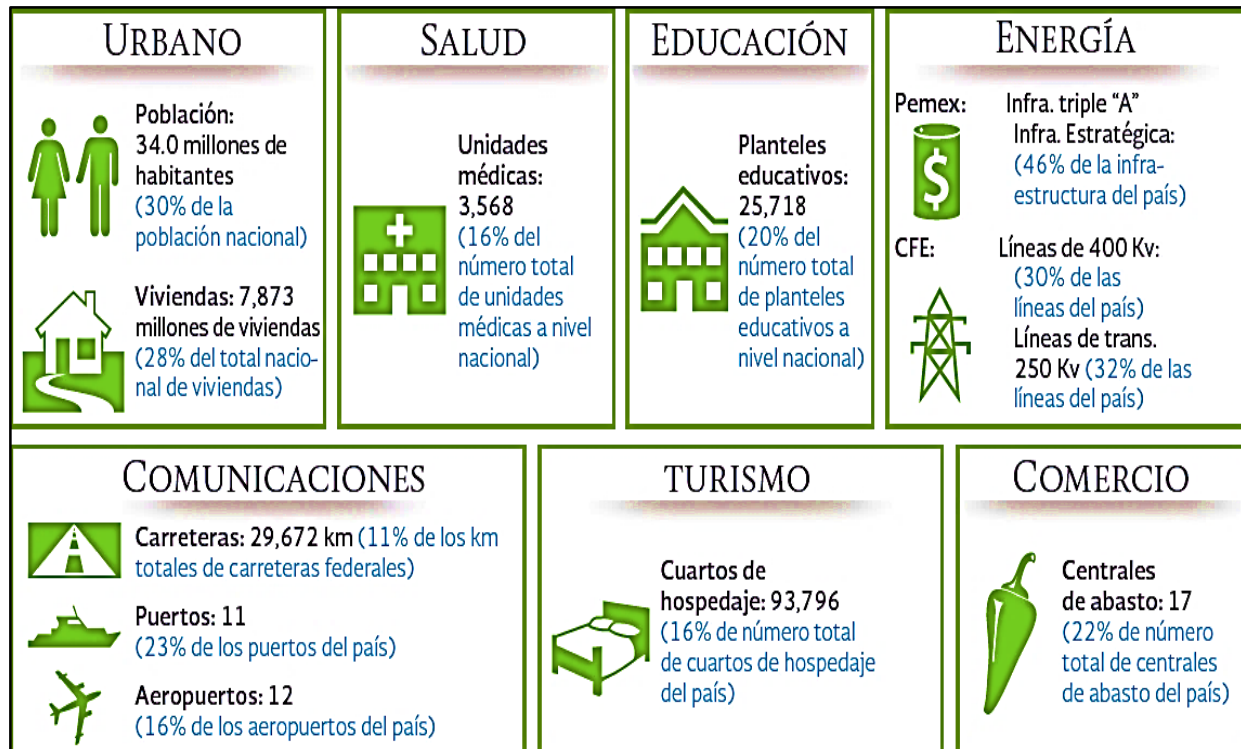 URBANO
Población:
34.0 millones de
habitantes
(30% de la
población nacional)
Viviendas: 7,873
millones de viviendas
(28% del total nacio-
nal de viviendas)
SALUD
Unidades
médicas:
3,568
(16% del
número total
de unidades
médicas a nivel
nacional)
EDUCACIÓN
Planteles
educativos:
25,718
(20% del
número total
de planteles
educativos a
nivel nacional)
ENERGÍA
Pemex: Infra. triple “A”
Infra. Estratégica:
(46% de la infra-
estructura del país)
$
CFE: Líneas de 400 Kv:
(30% de las
líneas del país)
Líneas de trans.
250 Kv (32% de las
líneas del país)
COMUNICACIONES
Carreteras: 29,672 km (11% de los km
totales de carreteras federales)
Puertos: 11
(23% de los puertos del país)
Aeropuertos: 12
(16% de los aeropuertos del país)
TURISMO
Cuartos de
hospedaje: 93,796
(16% de número total
de cuartos de hospedaje
del país)
COMERCIO
Centrales
de abasto: 17
(22% de número
total de centrales
de abasto del país)